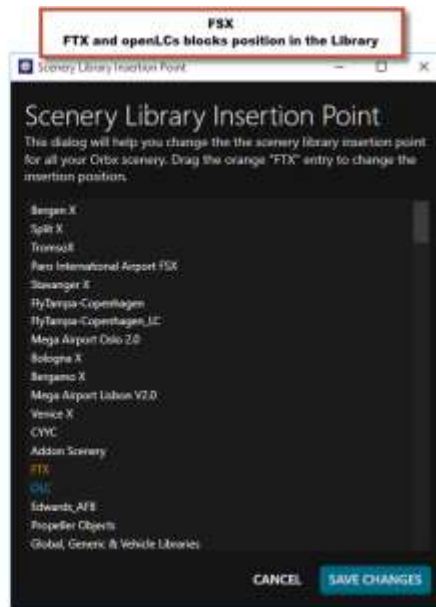 FSX
FTX and openLCs blocks position in the Library
Scenery Library Insertion Point
Scenery Library Insertion Point
This dialog will help you change the the scenery library insertion point
for all your Orbx scenery. Drag the orange "FTX" entry to change the
insertion position.
Bergen X
Split X
TromsoX
Paro International Airport FSX
Stavanger X
FlyTampa-Copenhagen
FlyTampa-Copenhagen_LC
Mega Airport Oslo 2.0
Bologna X
Bergamo X
Mega Airport Lisbon V2.0
Venice X
CYYC
Addon Scenery
FTX
OLC
Edwards_AFB
Propeller Objects
Global, Generic & Vehicle Libraries
CANCEL
SAVE CHANGES